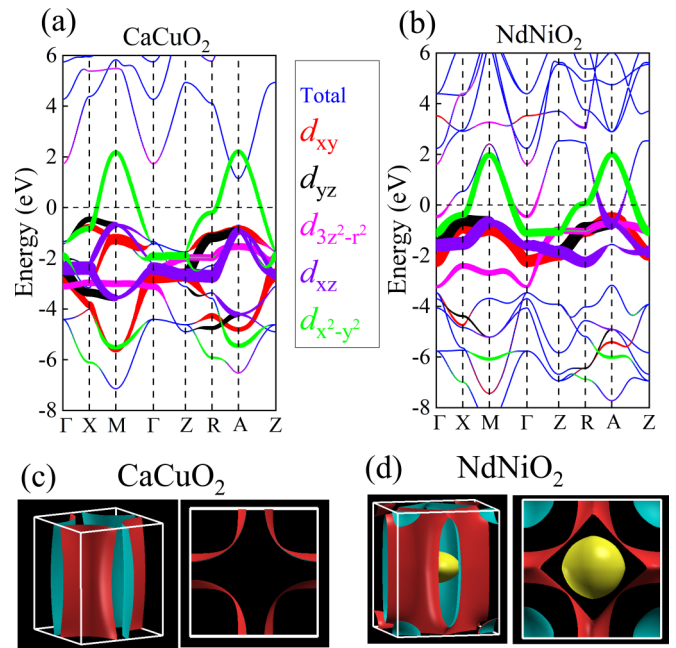 (a)
CaCuO2
Energy (eV)
6
4
2
0
-2
-4
-6
-8
Γ X M Γ Z R A Z
Total
dxy
dyz
d3z²-r²
dxz
dx²-y²
(b)
NdNiO2
Energy (eV)
6
4
2
0
-2
-4
-6
-8
Γ X M Γ Z R A Z
(c) CaCuO2
(d) NdNiO2